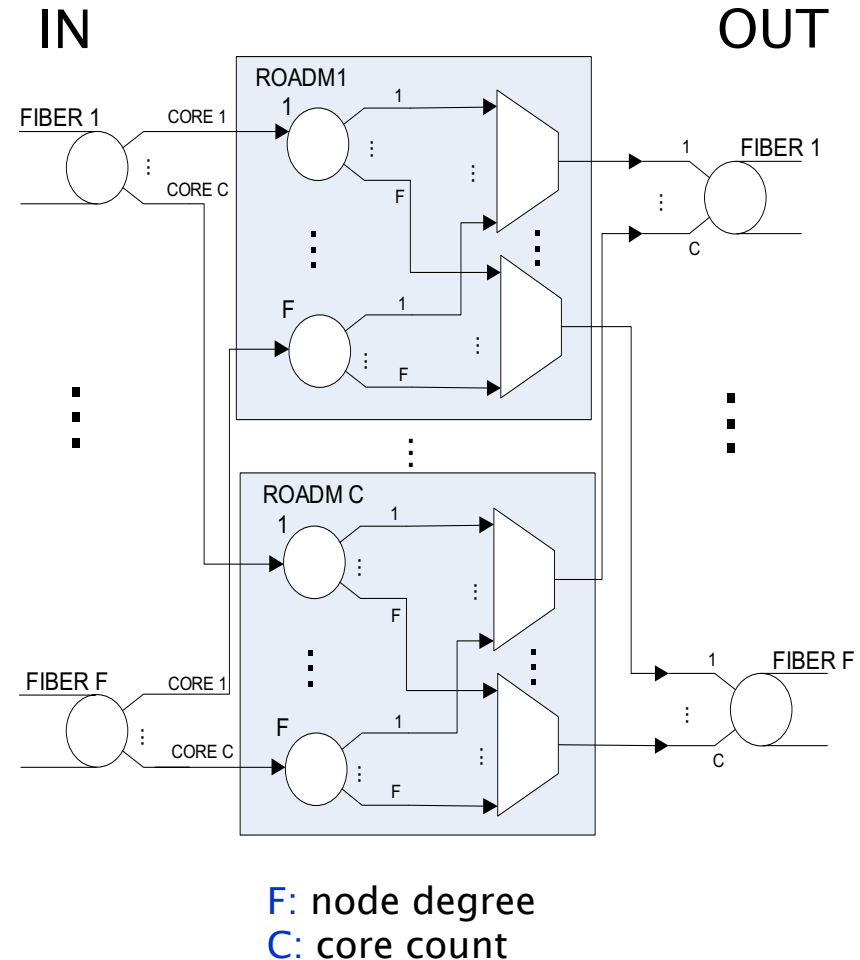 IN
OUT
ROADM1
FIBER 1
CORE 1
1
1
...
F
CORE C
...
...
1
FIBER 1
...
C
F
1
...
F
...
...
...
ROADM C
1
1
...
F
...
FIBER F
CORE 1
...
CORE C
F
1
...
F
...
1
FIBER F
...
C
F: node degree
C: core count